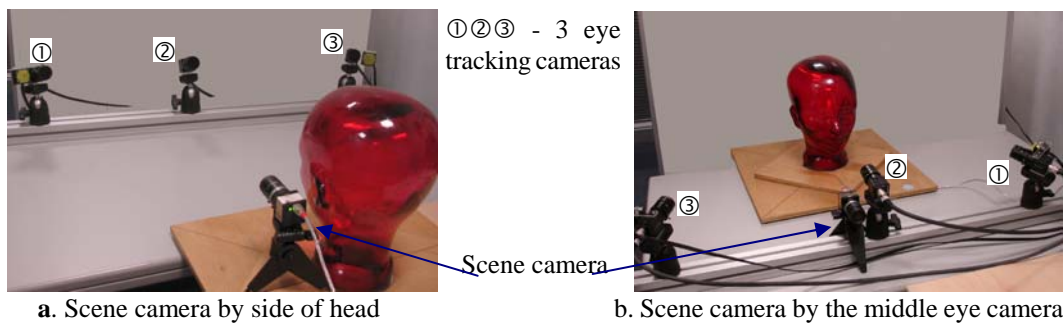 ① ② ③
①②③ - 3 eye
tracking cameras
③ ② ①
Scene camera
a. Scene camera by side of head
b. Scene camera by the middle eye camera